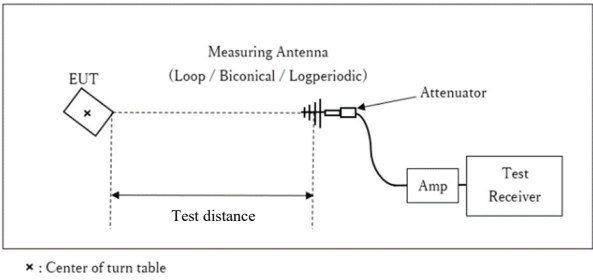 Measuring Antenna
(Loop / Biconical / Logperiodic)
EUT
Attenuator
Amp
Test
Receiver
Test distance
× : Center of turn table